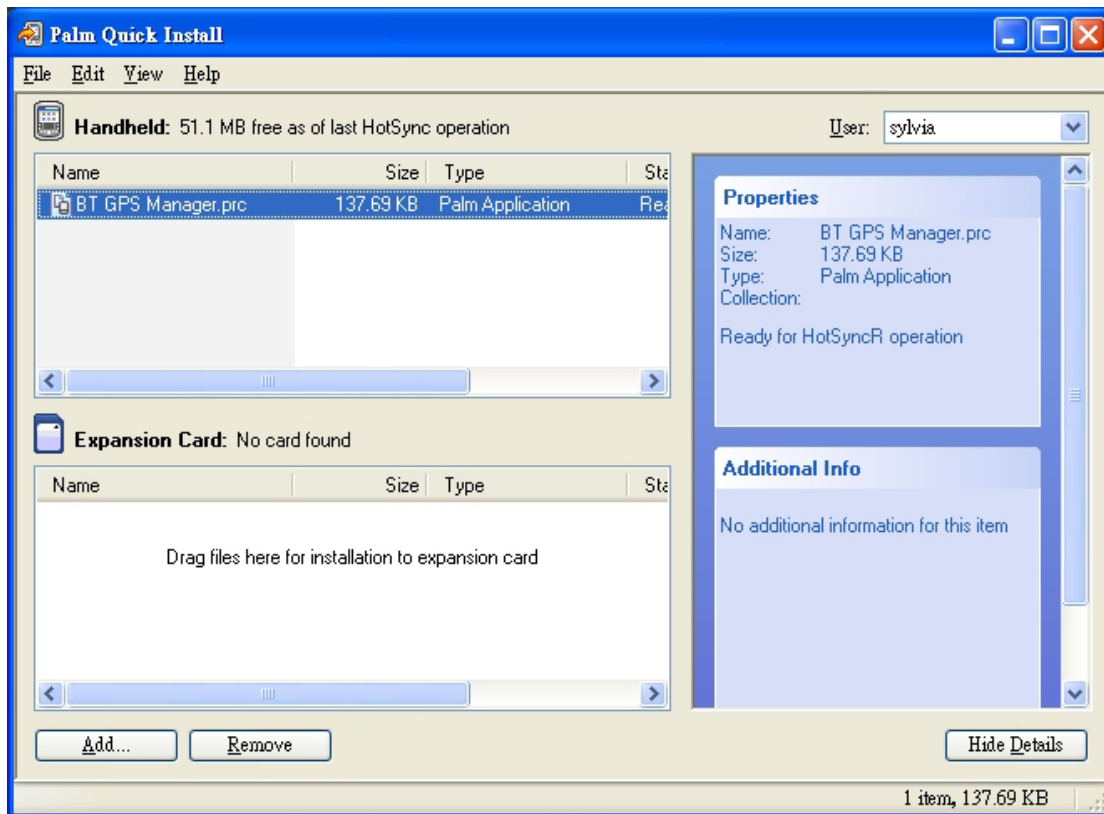 Palm Quick Install
File Edit View Help
Handheld: 51.1 MB free as of last HotSync operation
User: sylvia
Name Size Type Sta
BT GPS Manager.prc 137.69 KB Palm Application Rea
Properties
Name: BT GPS Manager.prc
Size: 137.69 KB
Type: Palm Application
Collection:
Ready for HotSyncR operation
Expansion Card: No card found
Name Size Type Sta
Drag files here for installation to expansion card
Additional Info
No additional information for this item
Add... Remove Hide Details
1 item, 137.69 KB